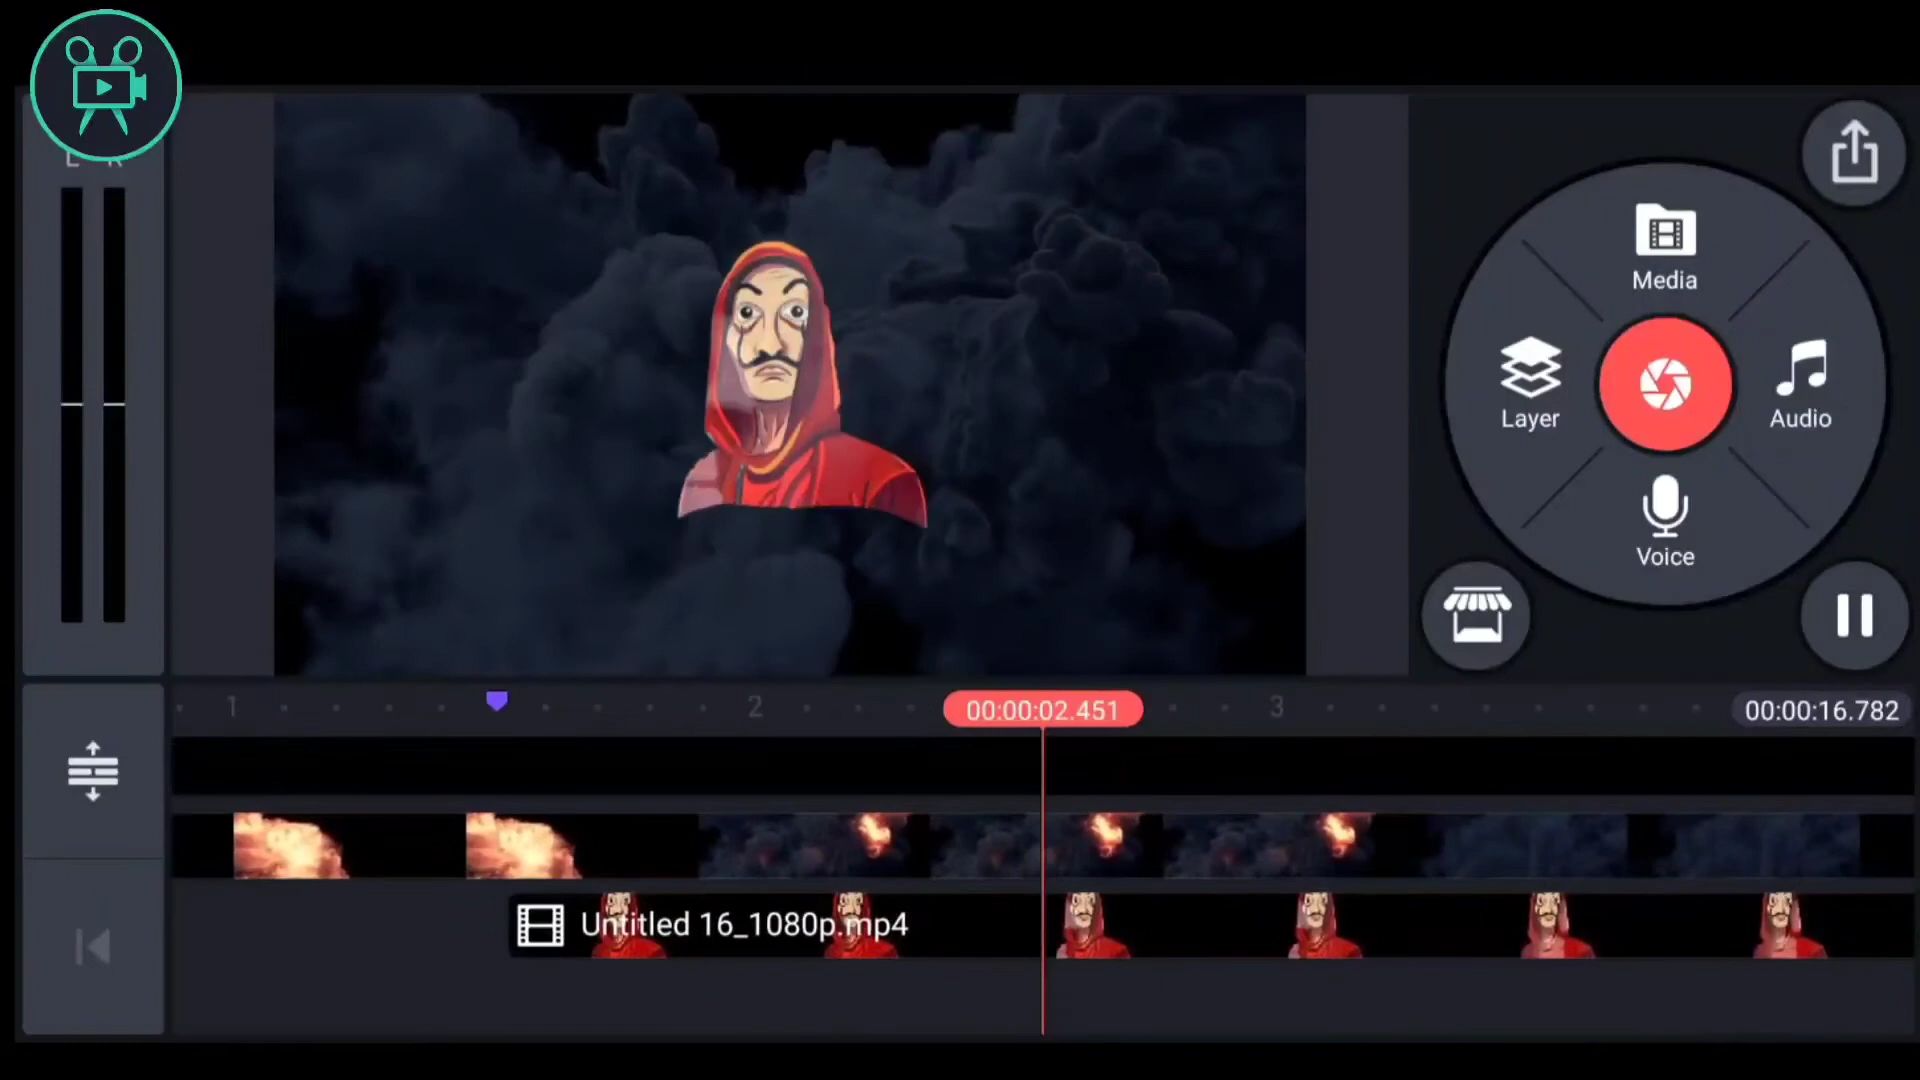 L R
Media
Layer
Audio
Voice
1
2
00:00:02.451
3
00:00:16.782
Untitled 16_1080p.mp4